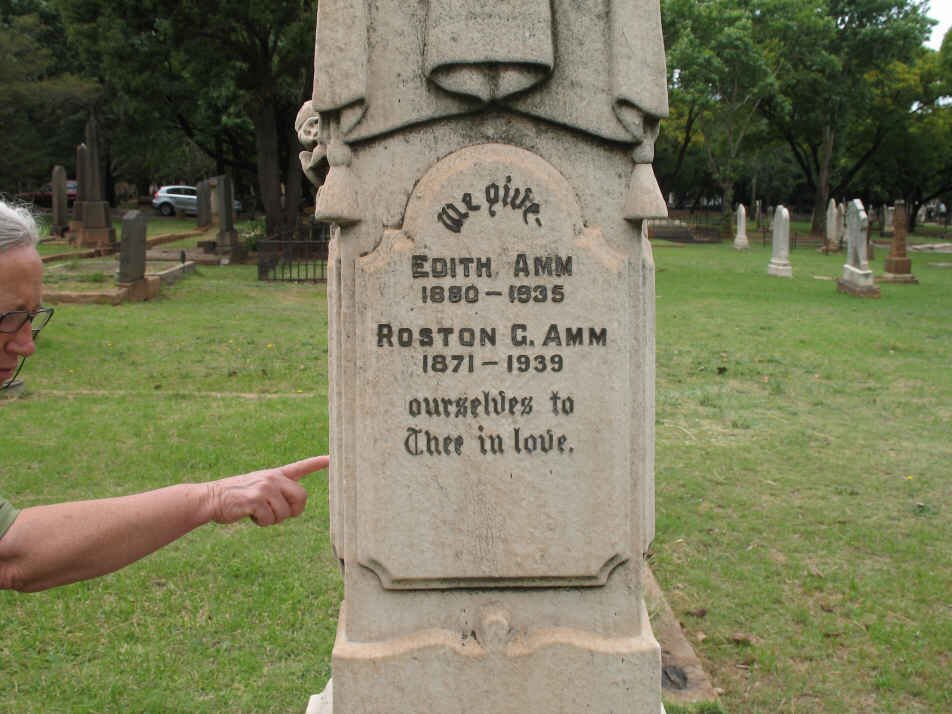 We give.
EDITH AMM
1880 – 1935
ROSTON G. AMM
1871 – 1939
ourselves to
Thee in love.